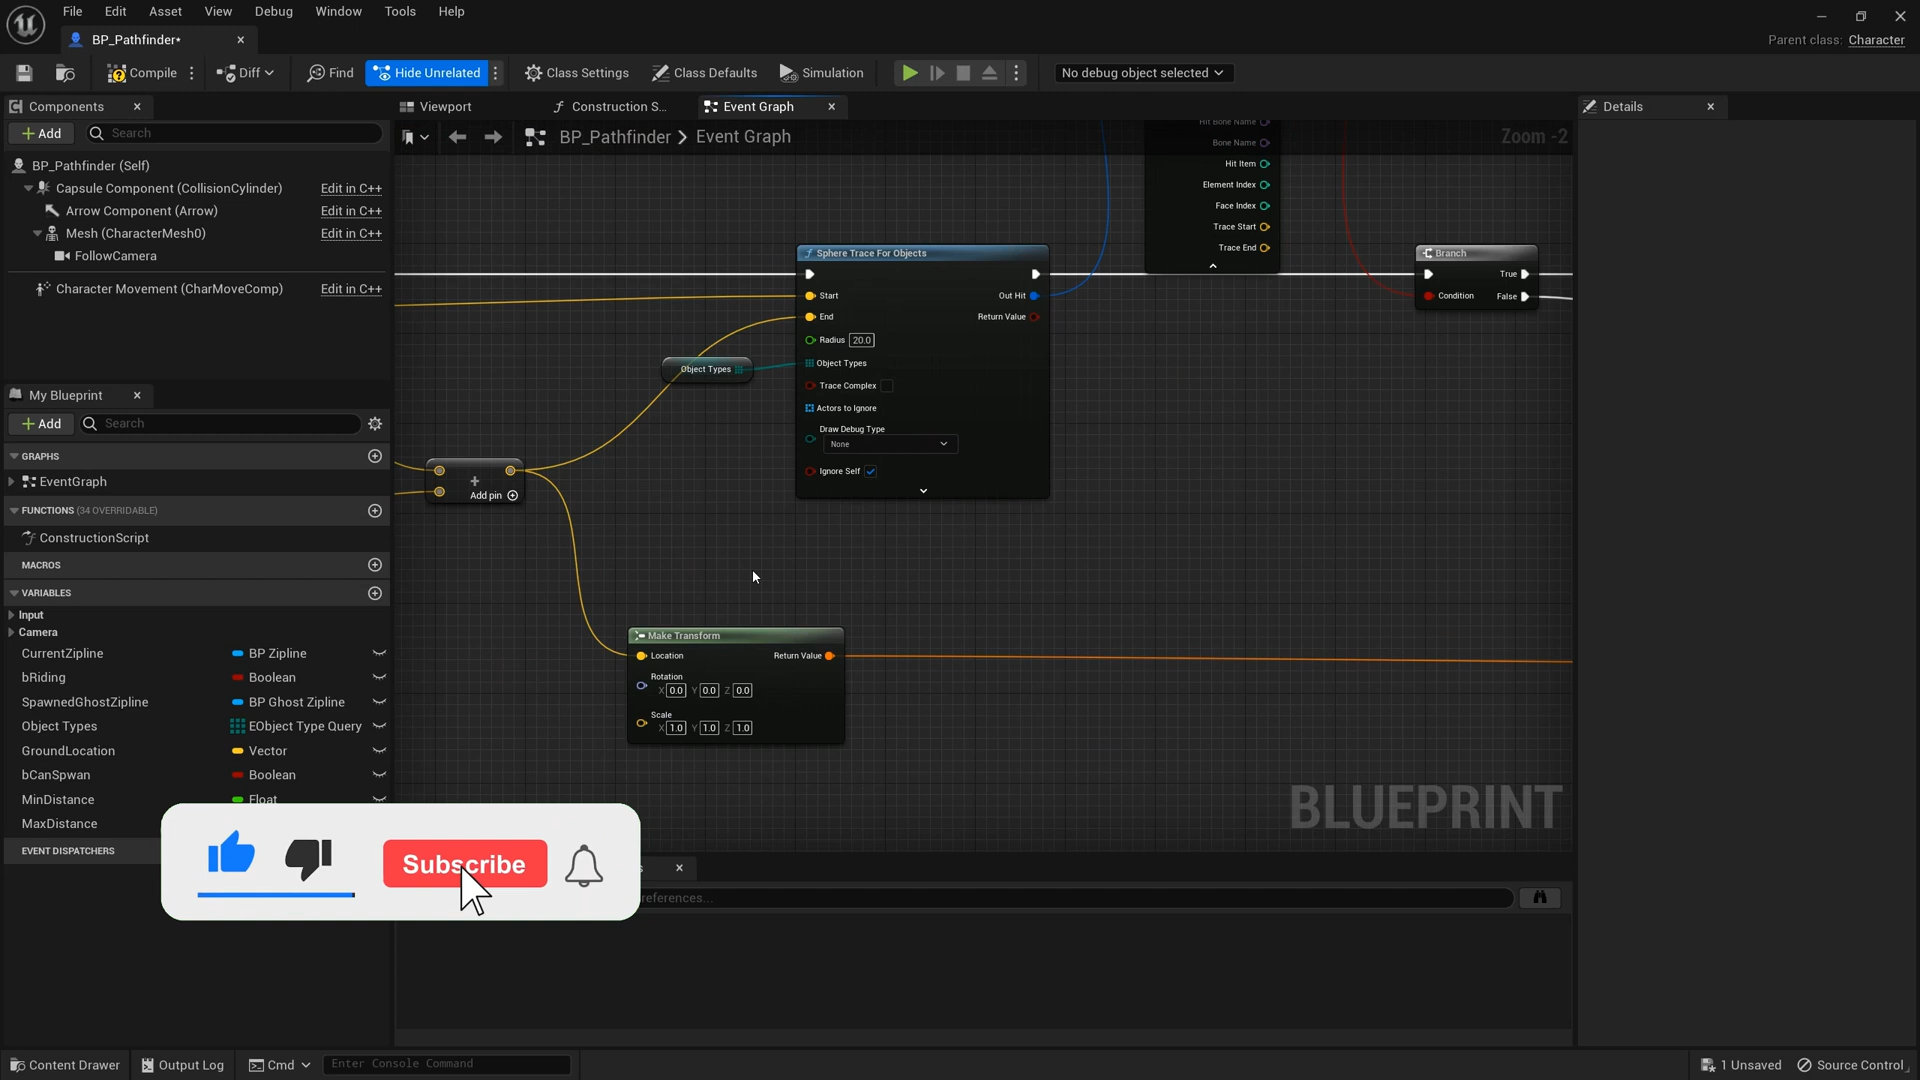 File Edit Asset View Debug Window Tools Help
BP_Pathfinder*
Parent class: Character
Compile Diff Find Hide Unrelated Class Settings Class Defaults Simulation No debug object selected
Components Viewport Construction S... Event Graph Details
Add Search BP_Pathfinder > Event Graph Zoom -2
BP_Pathfinder (Self)
Capsule Component (CollisionCylinder) Edit in C++
Arrow Component (Arrow) Edit in C++
Mesh (CharacterMesh0) Edit in C++
FollowCamera
Character Movement (CharMoveComp) Edit in C++
My Blueprint
Add Search
GRAPHS
EventGraph
FUNCTIONS (34 OVERRIDABLE)
ConstructionScript
MACROS
VARIABLES
Input
Camera
CurrentZipline BP Zipline
bRiding Boolean
SpawnedGhostZipline BP Ghost Zipline
Object Types EObject Type Query
GroundLocation Vector
bCanSpwan Boolean
MinDistance Float
MaxDistance
EVENT DISPATCHERS
Hit Bone Name
Bone Name
Hit Item
Element Index
Face Index
Trace Start
Trace End
Sphere Trace For Objects
Start Out Hit
End Return Value
Radius 20.0
Object Types
Trace Complex
Actors to Ignore
Draw Debug Type
None
Ignore Self
Object Types
Branch
True
Condition False
Add pin
Make Transform
Location Return Value
Rotation
X 0.0 Y 0.0 Z 0.0
Scale
X 1.0 Y 1.0 Z 1.0
BLUEPRINT
Subscribe
Content Drawer Output Log Cmd Enter Console Command 1 Unsaved Source Control